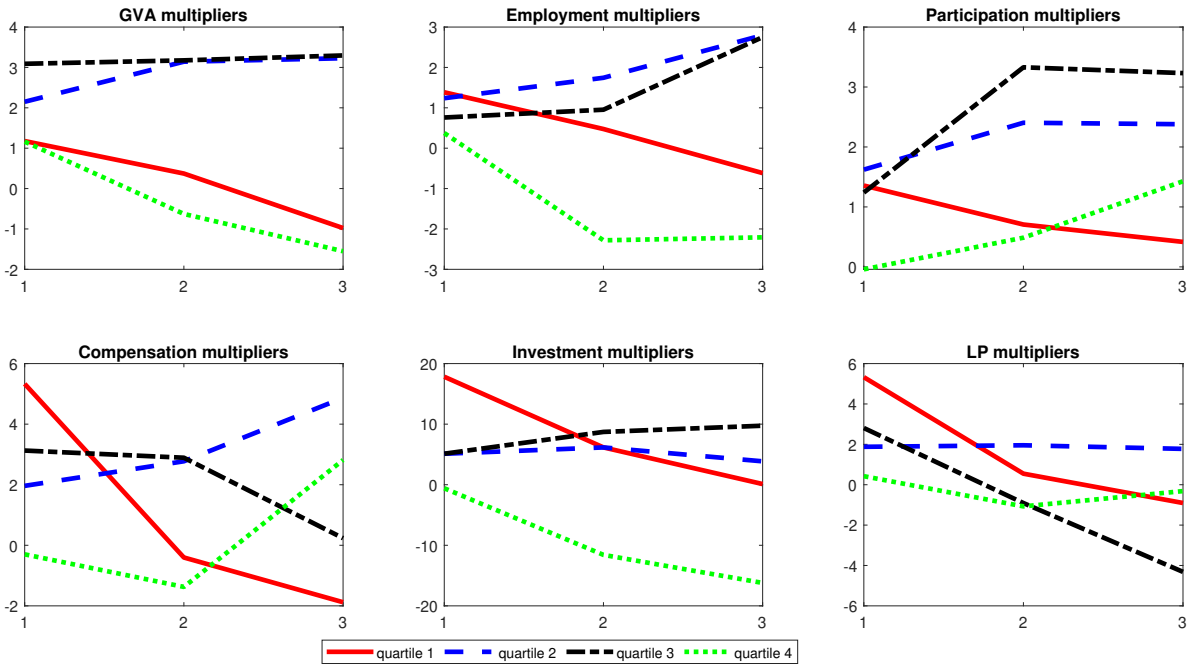 GVA multipliers
4
3
2
1
0
-1
-2
1 2 3
Employment multipliers
3
2
1
0
-1
-2
-3
1 2 3
Participation multipliers
4
3
2
1
0
1 2 3
Compensation multipliers
6
4
2
0
-2
1 2 3
Investment multipliers
20
10
0
-10
-20
1 2 3
LP multipliers
6
4
2
0
-2
-4
-6
1 2 3
quartile 1 quartile 2 quartile 3 quartile 4